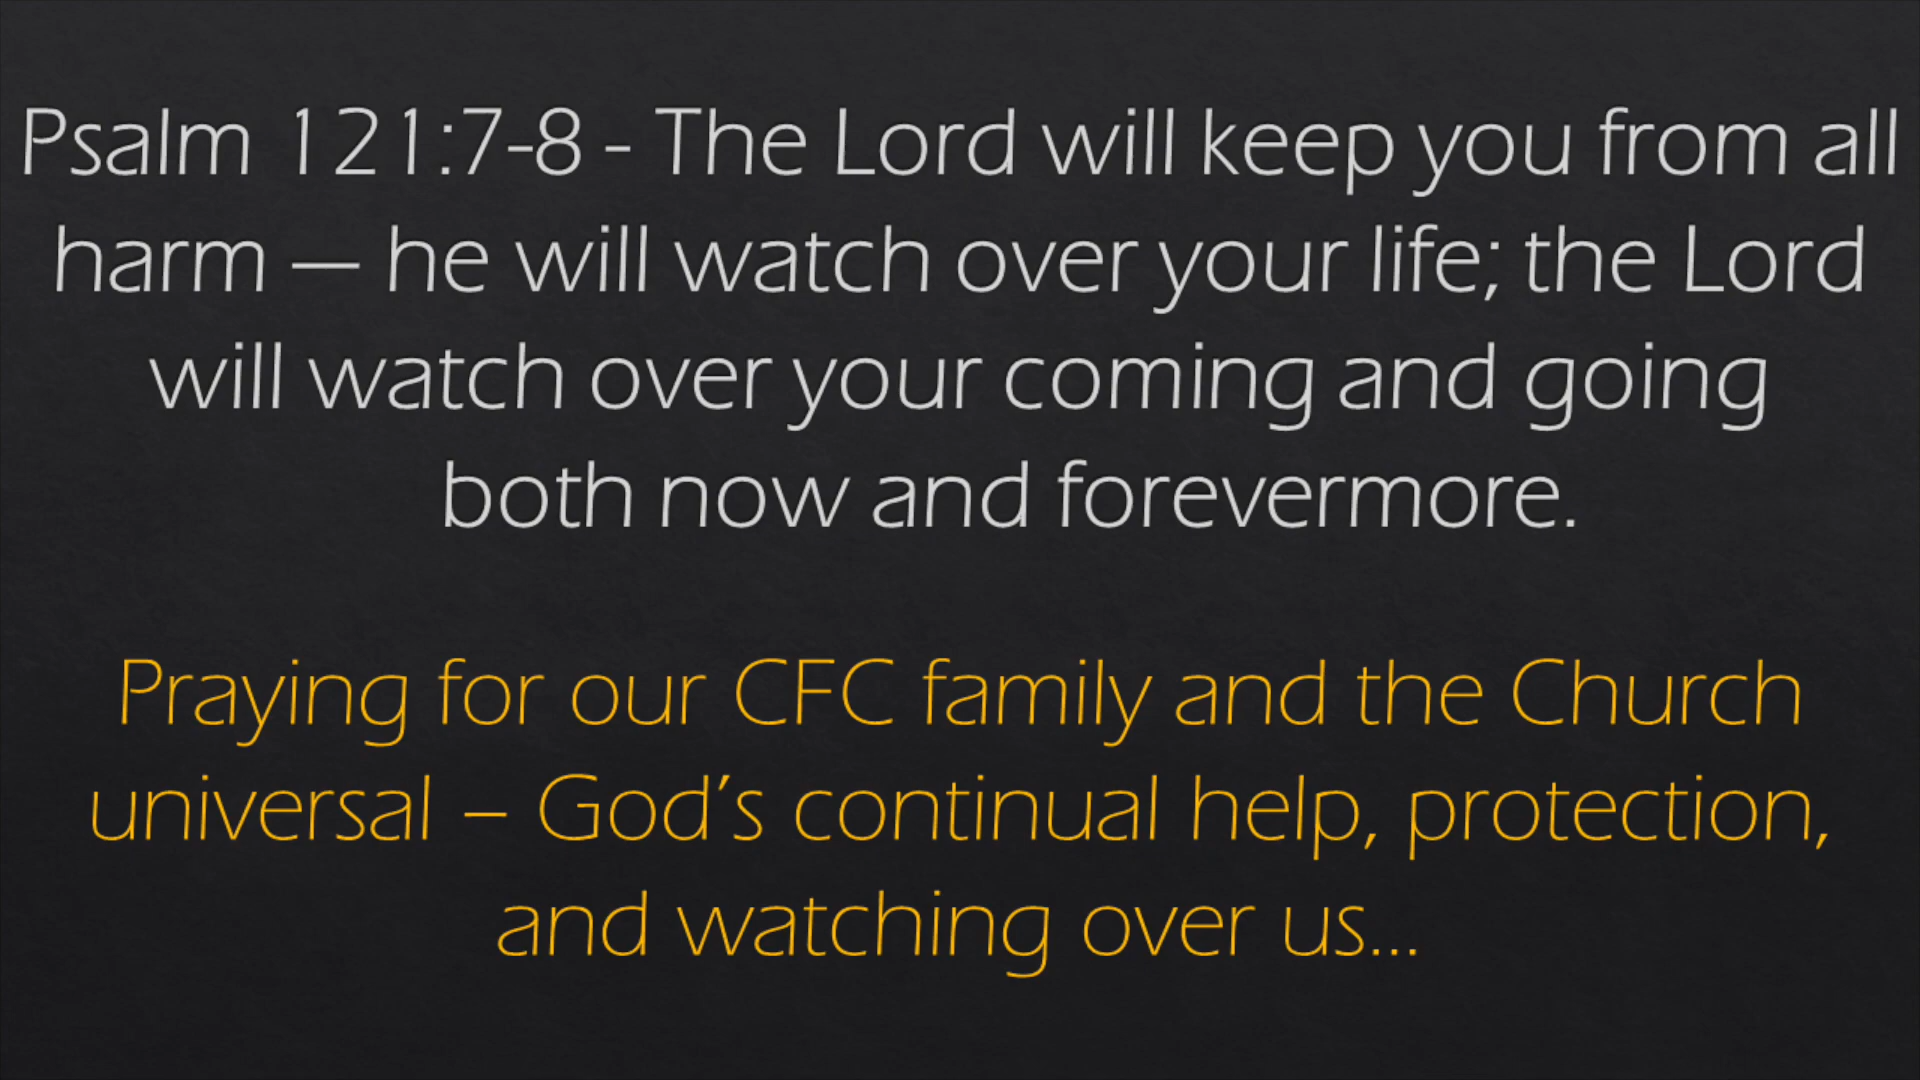 Psalm 121:7-8 - The Lord will keep you from all
harm — he will watch over your life; the Lord
will watch over your coming and going
both now and forevermore.
Praying for our CFC family and the Church
universal – God’s continual help, protection,
and watching over us…